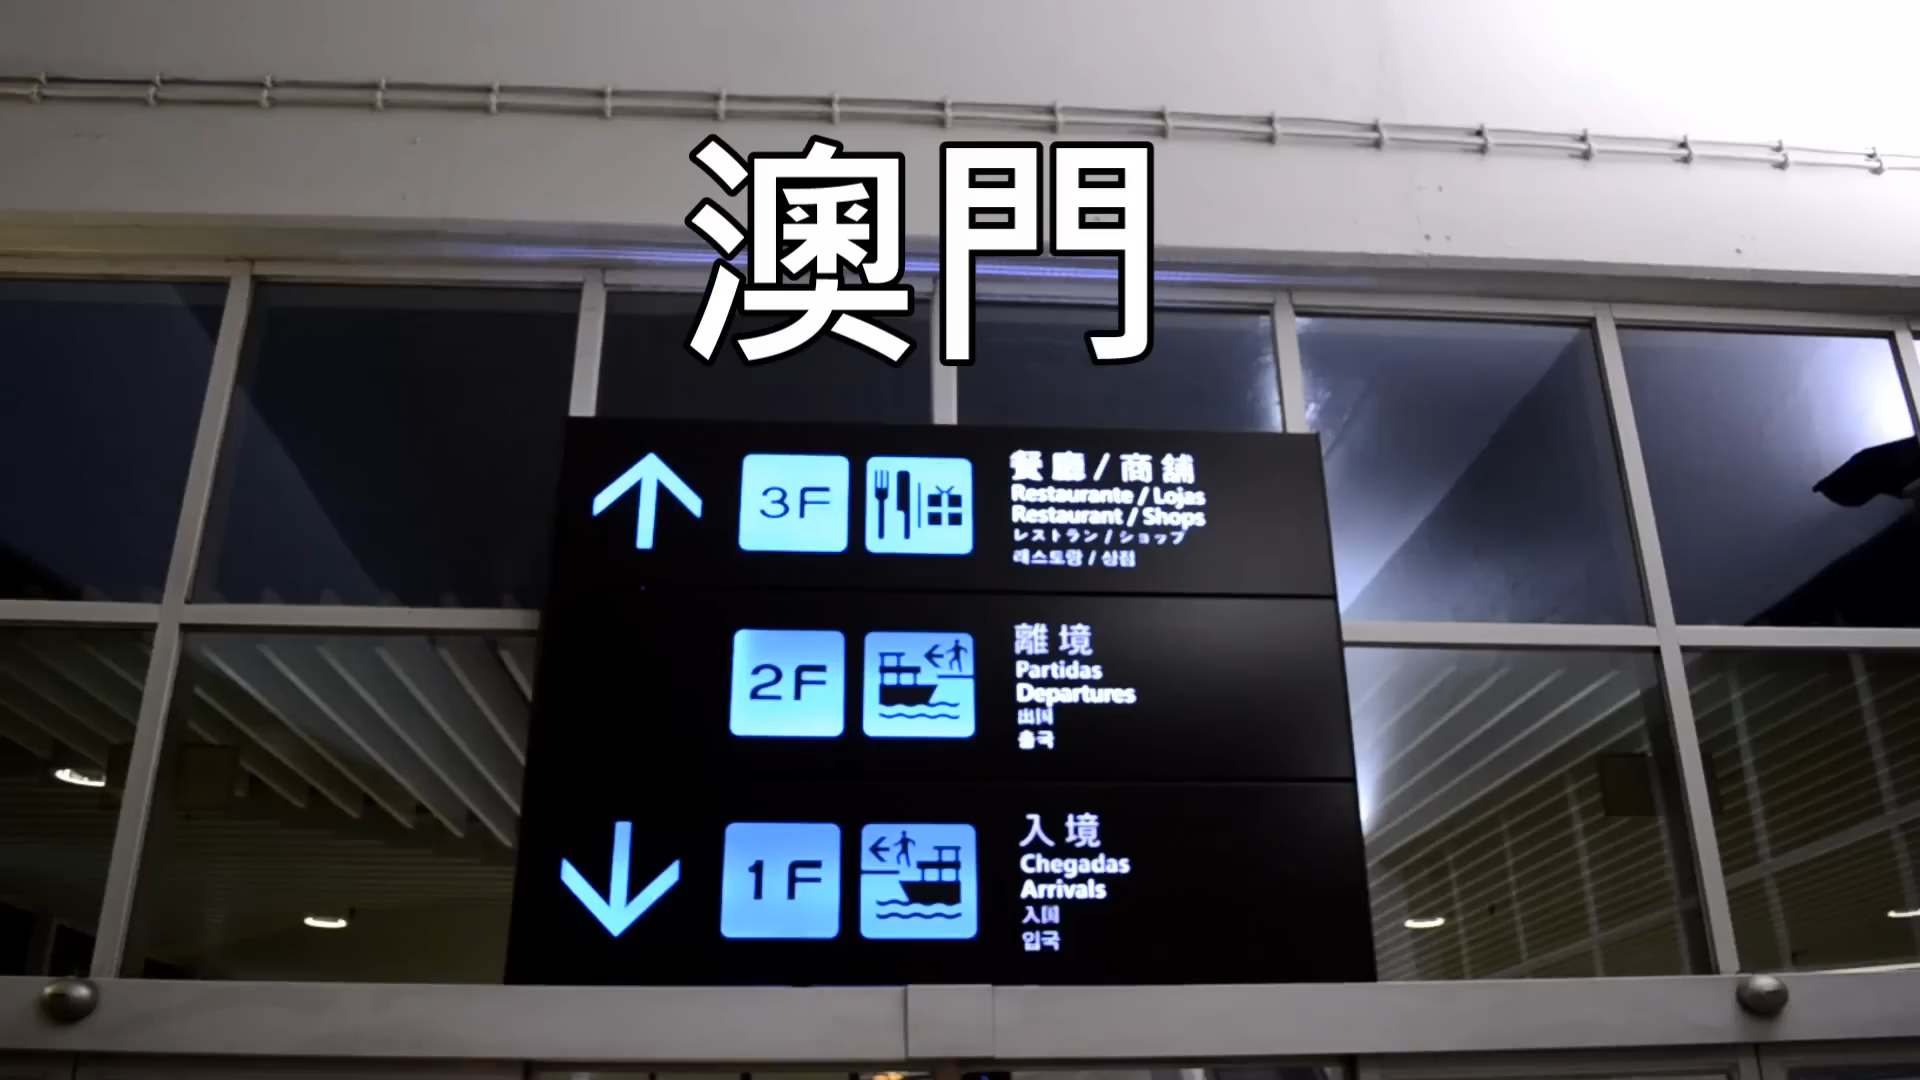 澳門
3F
餐廳 / 商舖
Restaurante / Lojas
Restaurant / Shops
レストラン / ショップ
레스토랑 / 상점
2F
離境
Partidas
Departures
出国
출국
1F
入境
Chegadas
Arrivals
入国
입국